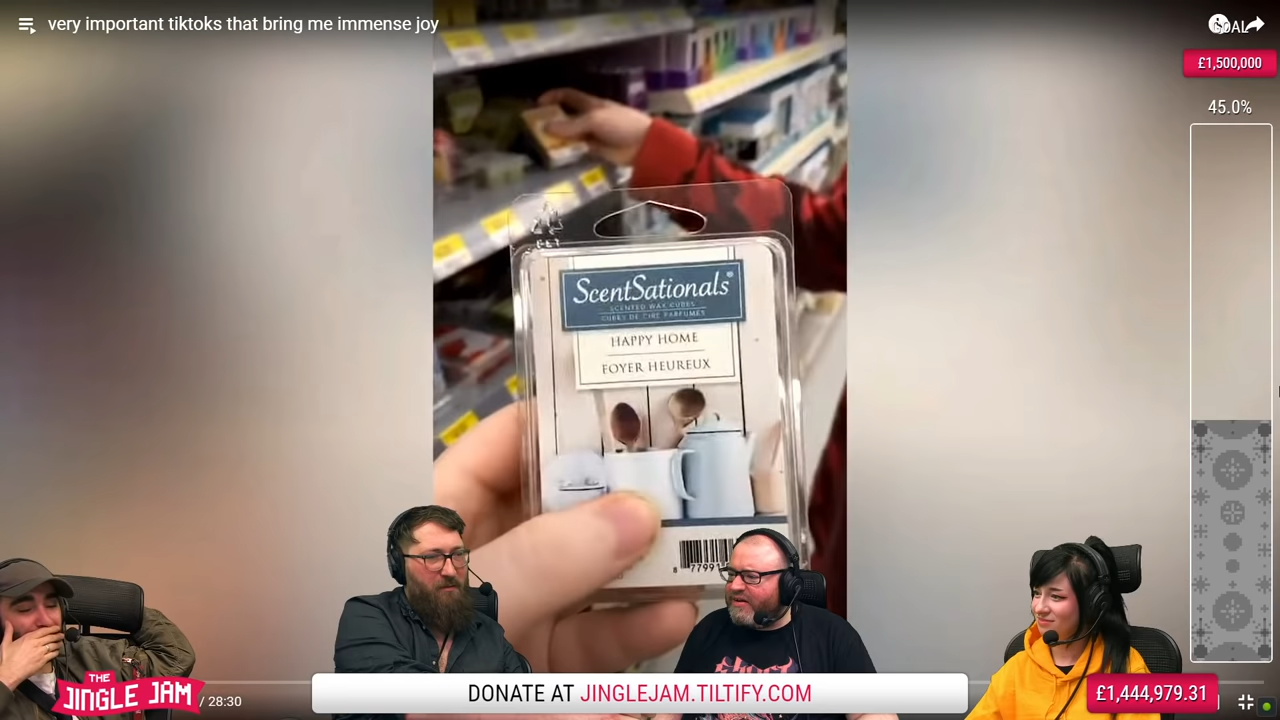 very important tiktoks that bring me immense joy
£1,500,000
45.0%
ScentSationals®
SCENTED WAX CUBES
CUBES DE CIRE PARFUMÉS
HAPPY HOME
FOYER HEUREUX
THE
JINGLE JAM
/ 28:30
DONATE AT JINGLEJAM.TILTIFY.COM
£1,444,979.31